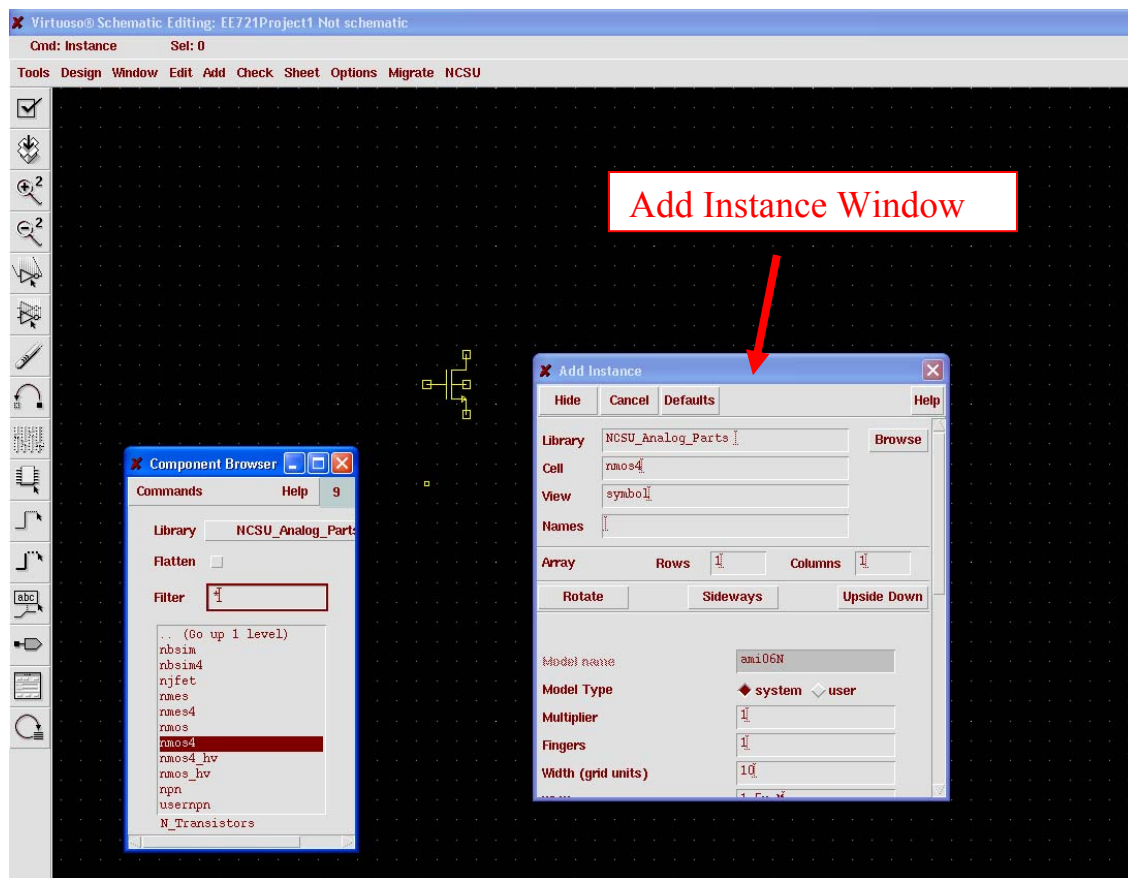 Virtuoso® Schematic Editing: EE721Project1 Not schematic
Cmd: Instance Sel: 0
Tools Design Window Edit Add Check Sheet Options Migrate NCSU
2
2
abc
Add Instance Window
Add Instance
Hide Cancel Defaults Help
Library NCSU_Analog_Parts Browse
Cell nmos4
View symbol
Names
Array Rows 1 Columns 1
Rotate Sideways Upside Down
Model name ami06N
Model Type system user
Multiplier 1
Fingers 1
Width (grid units) 10
Component Browser
Commands Help 9
Library NCSU_Analog_Parts
Flatten
Filter *
.. (Go up 1 level)
nbsim
nbsim4
njfet
nmes
nmes4
nmos
nmos4
nmos4_hv
nmos_hv
npn
usernpn
N_Transistors